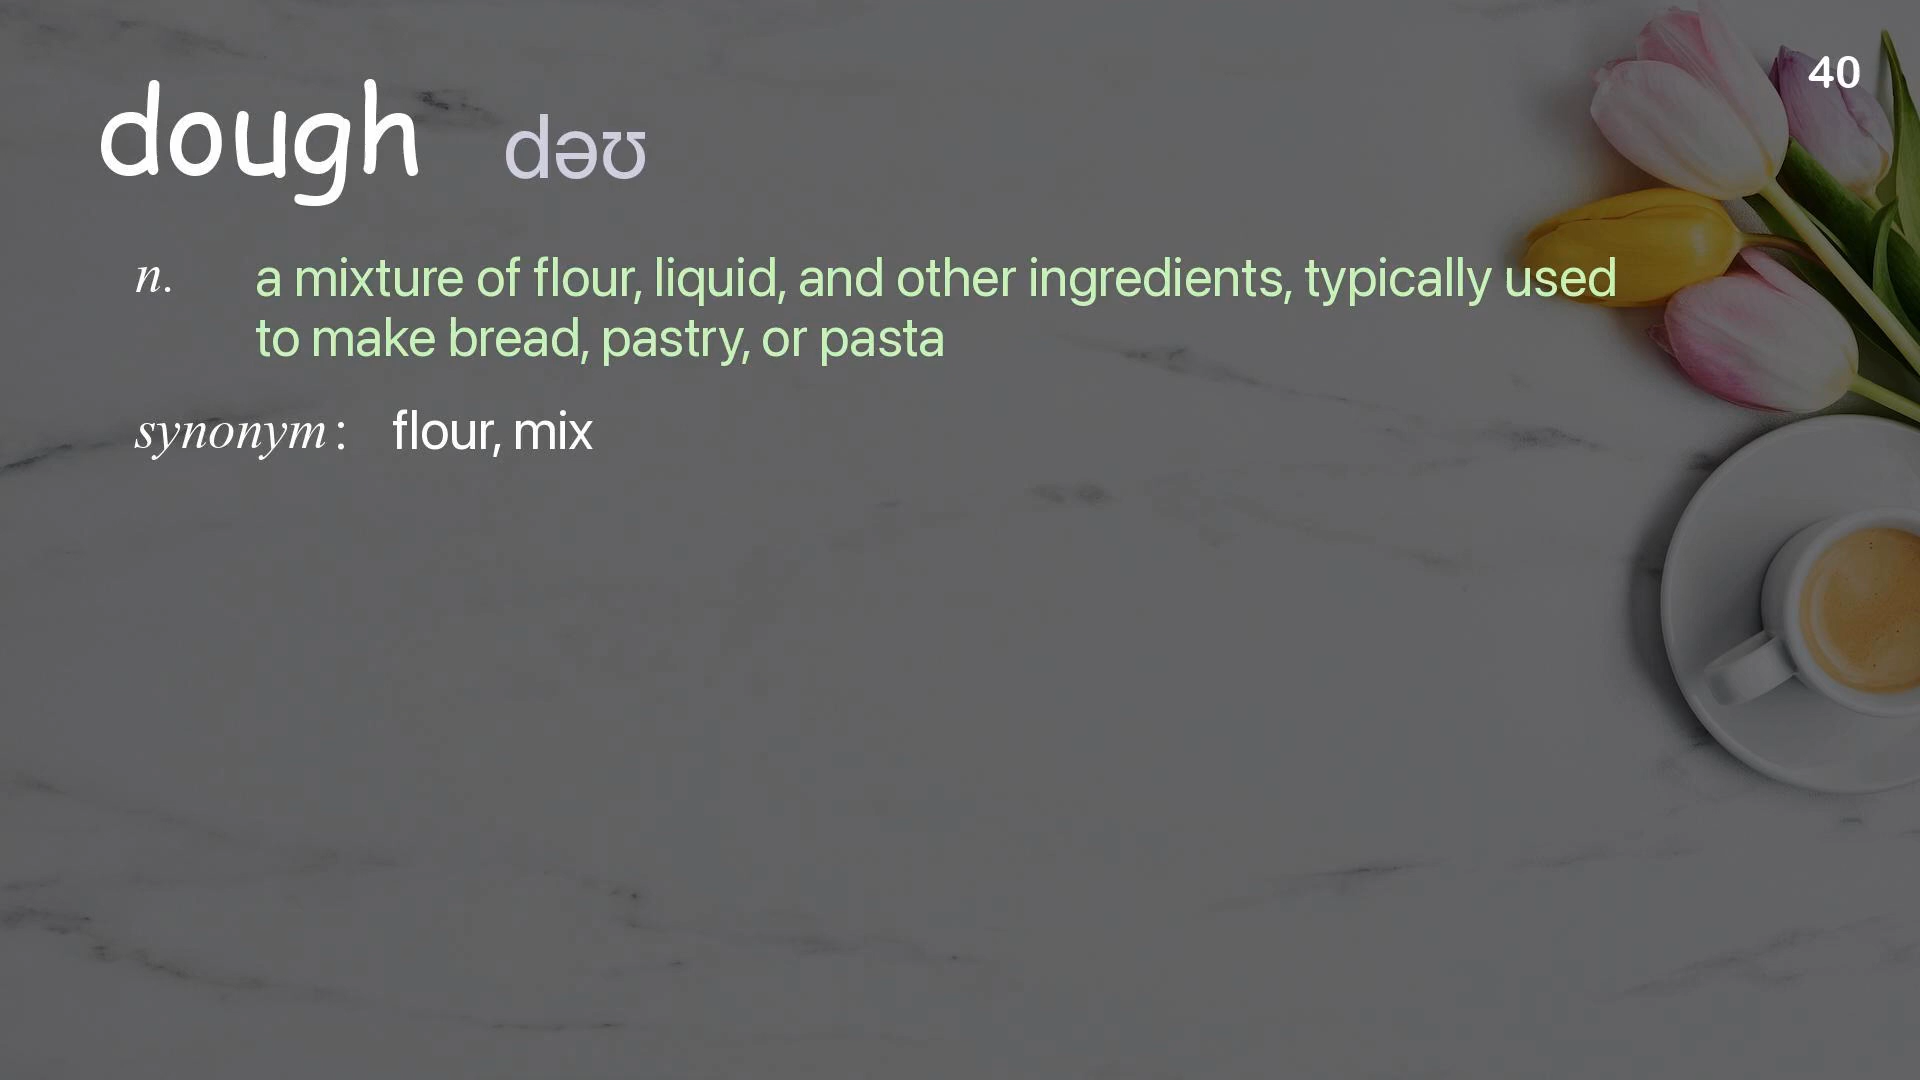 40
dough dəʊ
n. a mixture of flour, liquid, and other ingredients, typically used
to make bread, pastry, or pasta
synonym: flour, mix